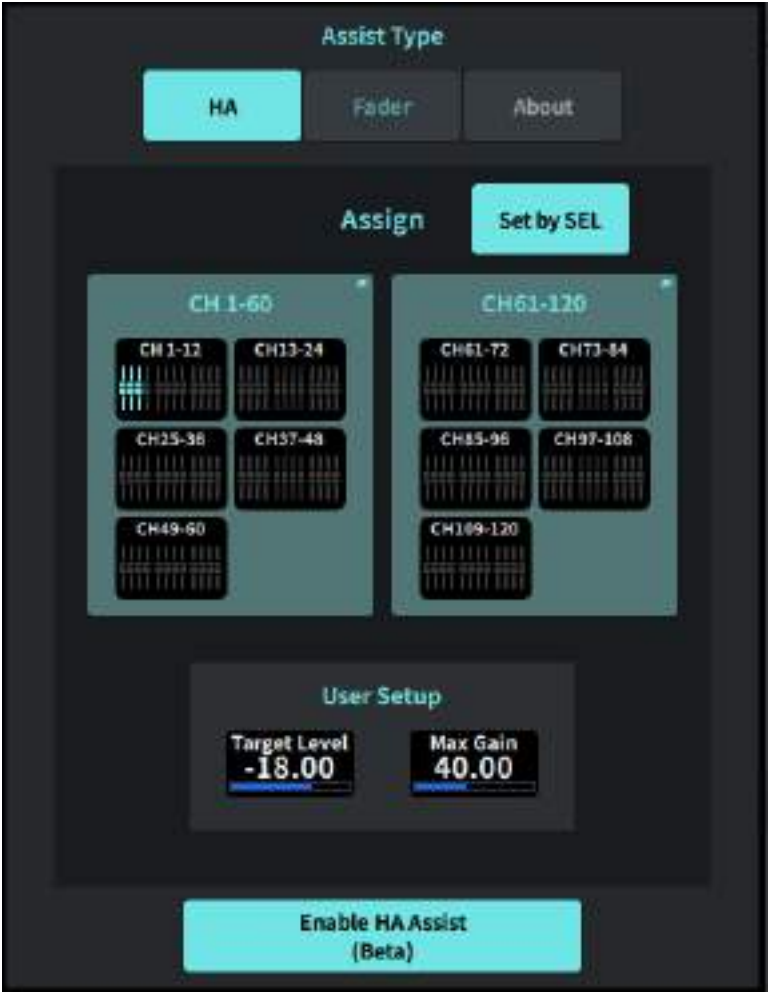 Assist Type
HA Fader About
Assign Set by SEL
CH 1-60 CH61-120
CH 1-12 CH13-24 CH61-72 CH73-84
CH25-36 CH37-48 CH85-96 CH97-108
CH49-60 CH109-120
User Setup
Target Level Max Gain
-18.00 40.00
Enable HA Assist
(Beta)